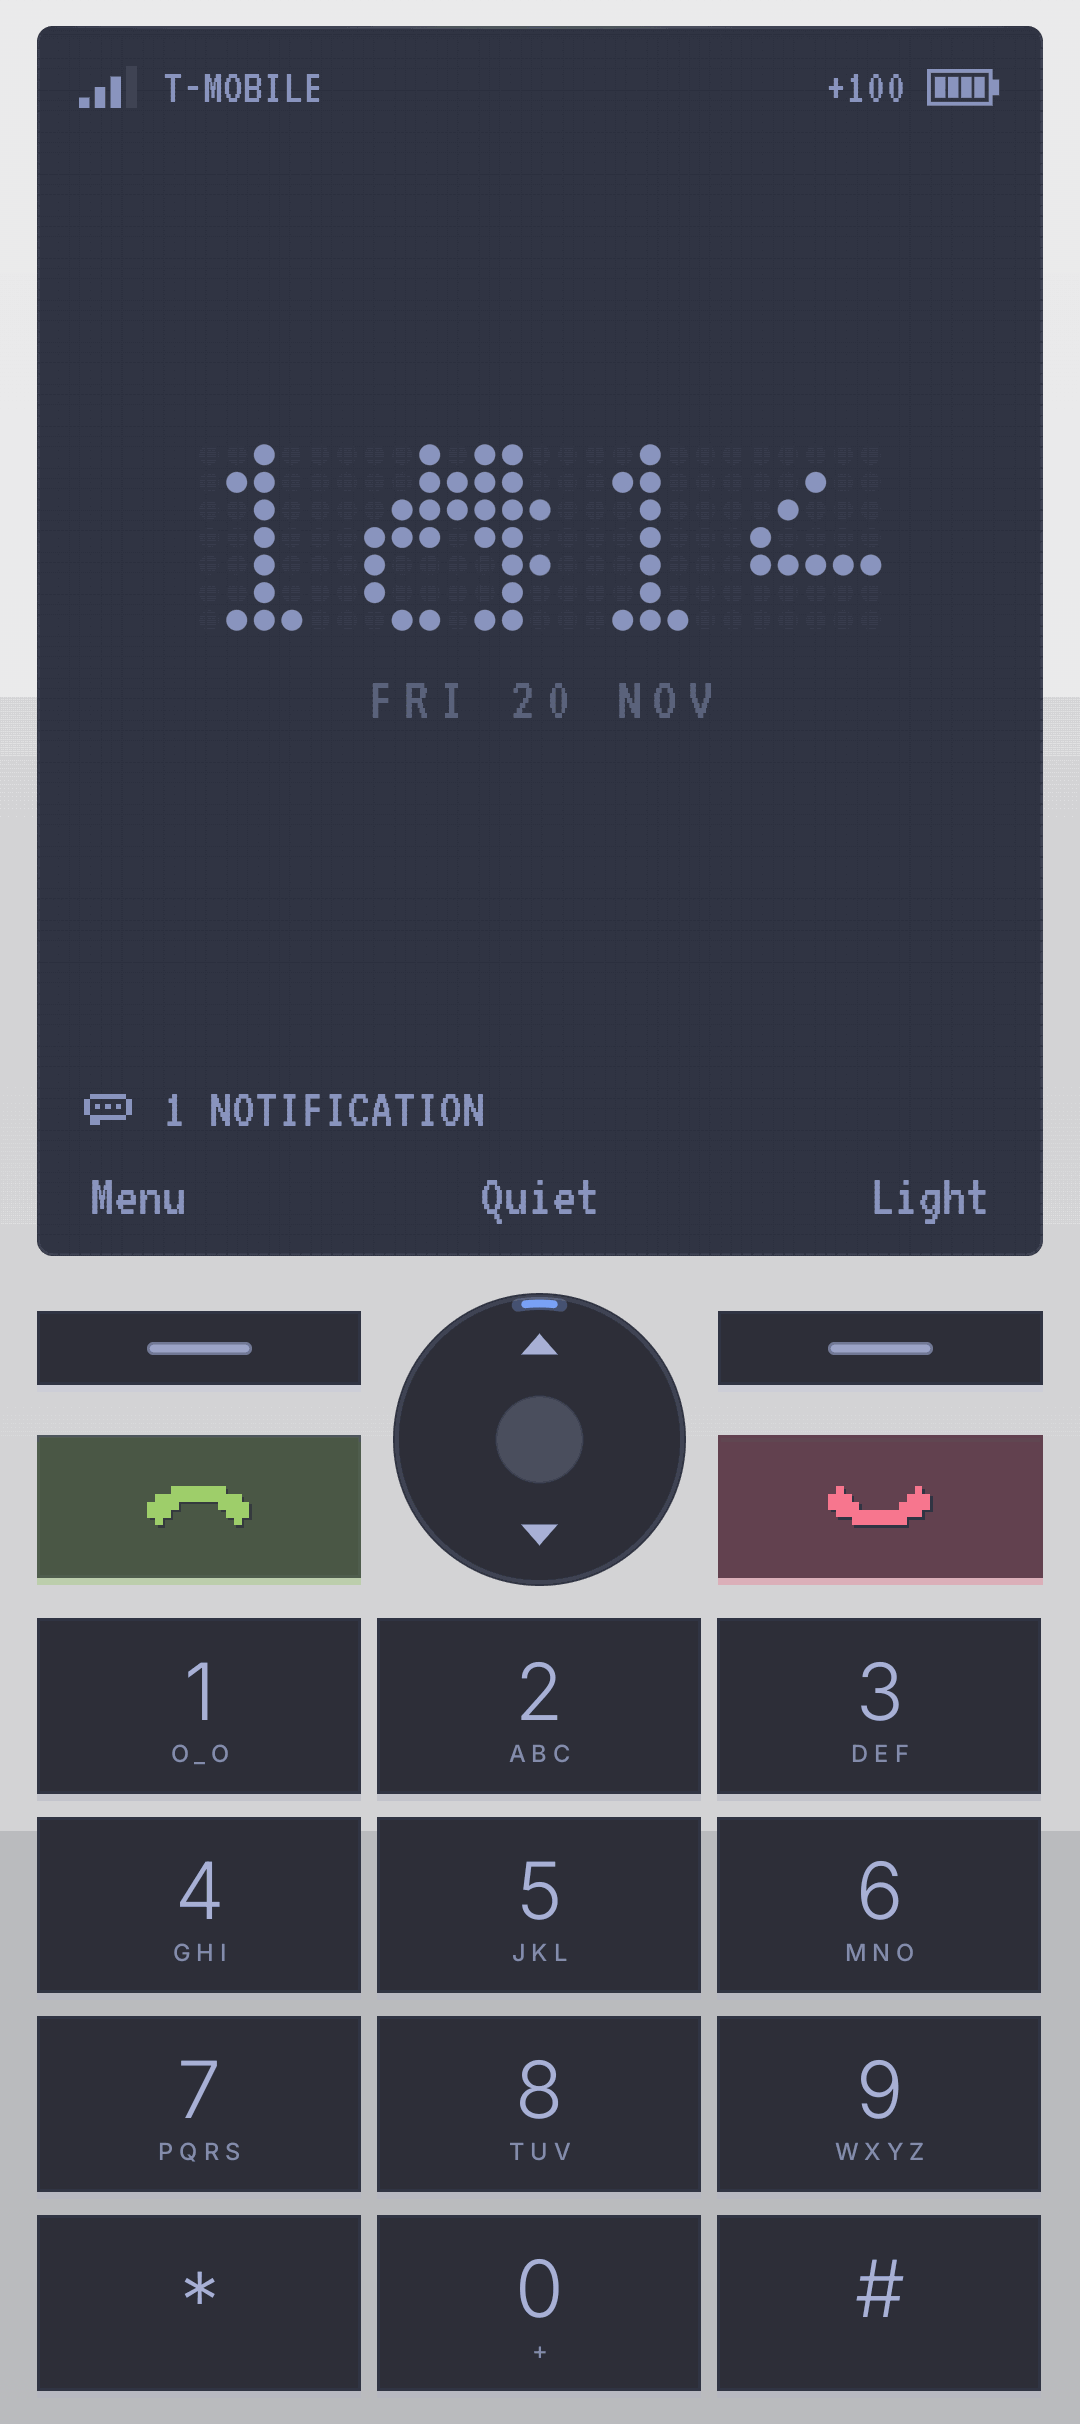 T-MOBILE +100
FRI 20 NOV
1 NOTIFICATION
Menu Quiet Light
1 2 3
O_O ABC DEF
4 5 6
GHI JKL MNO
7 8 9
PQRS TUV WXYZ
* 0 #
+